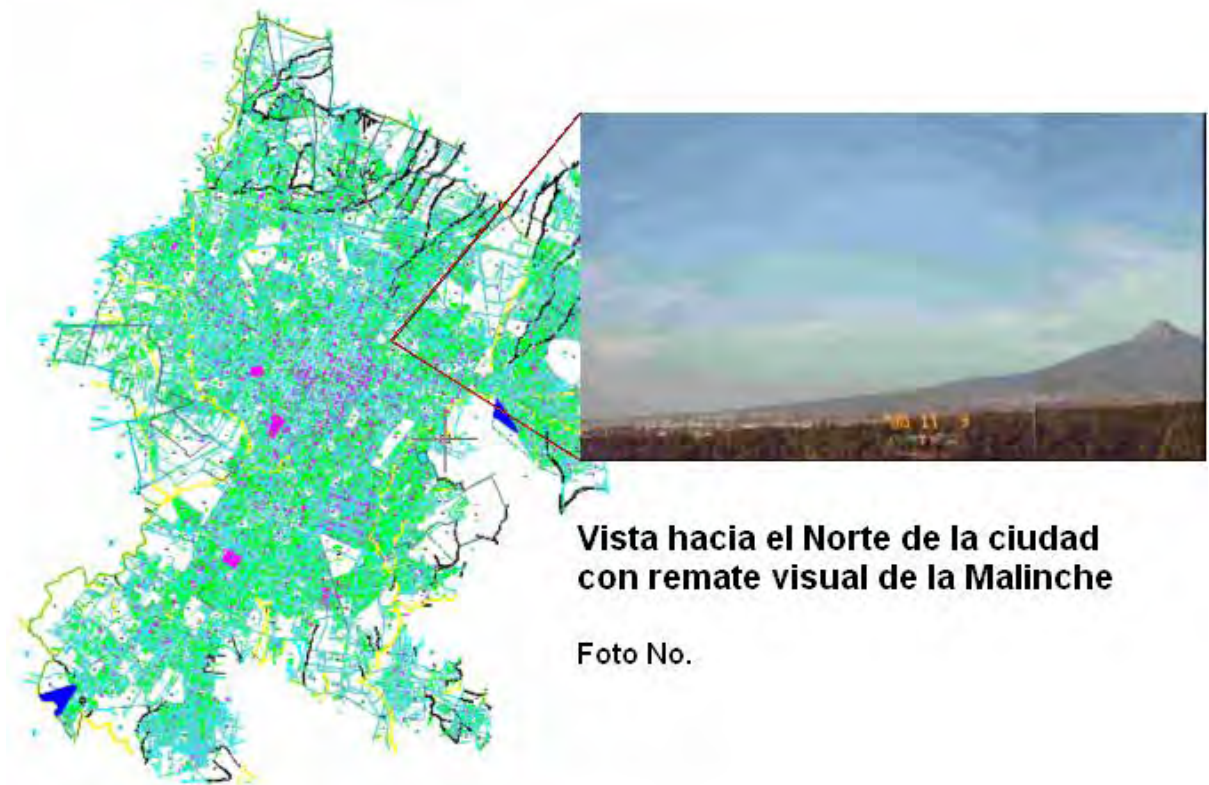 Vista hacia el Norte de la ciudad
con remate visual de la Malinche
Foto No.